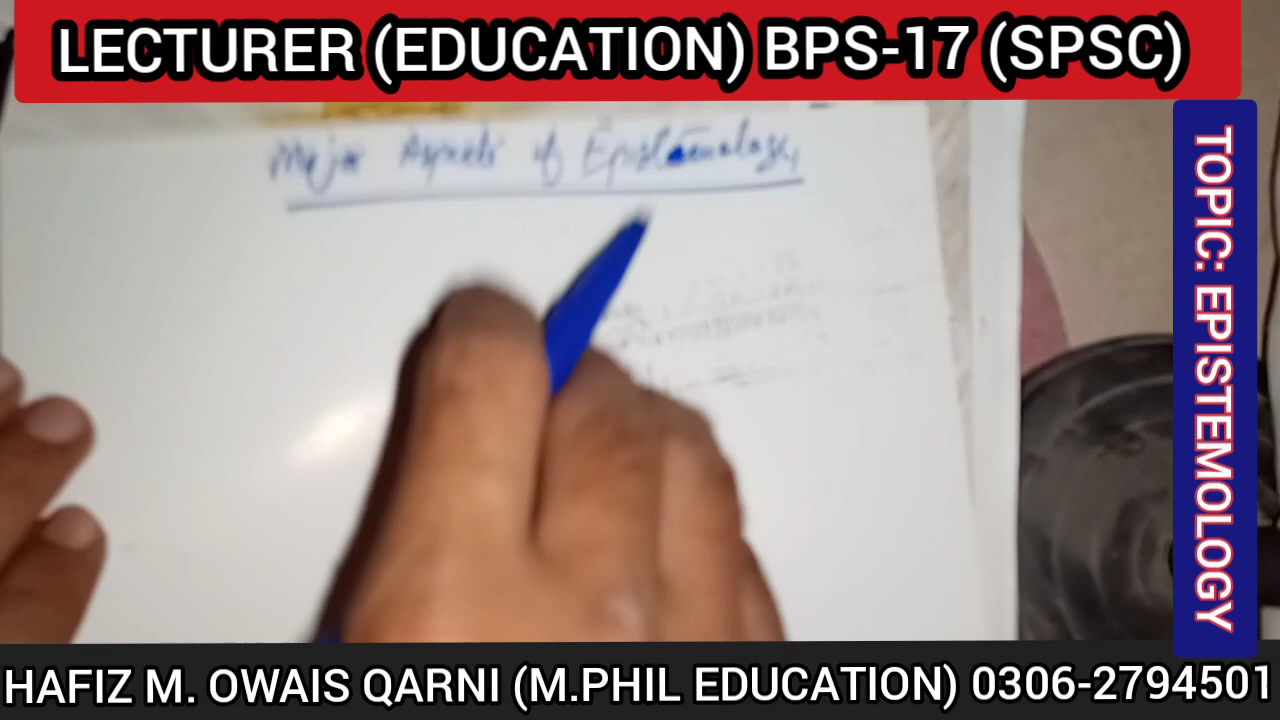 LECTURER (EDUCATION) BPS-17 (SPSC)
Major Aspects of Epistemology
TOPIC: EPISTEMOLOGY
HAFIZ M. OWAIS QARNI (M.PHIL EDUCATION) 0306-2794501